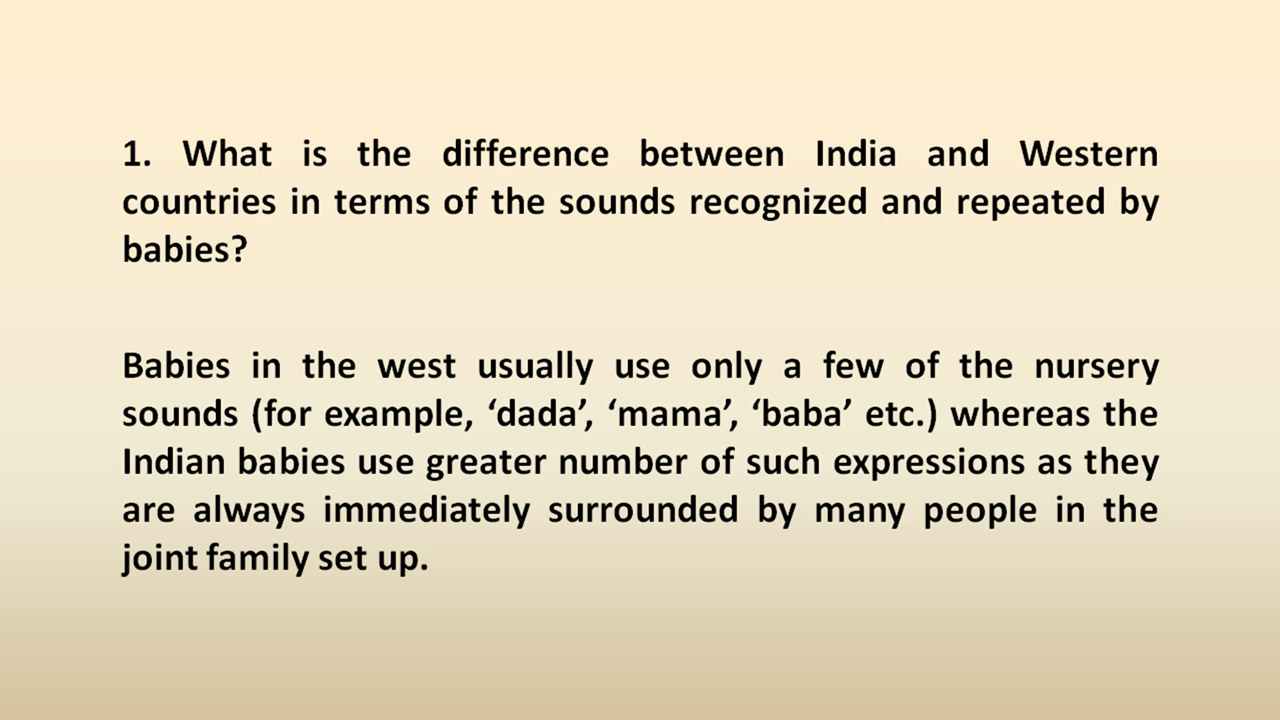 1. What is the difference between India and Western
countries in terms of the sounds recognized and repeated by
babies?
Babies in the west usually use only a few of the nursery
sounds (for example, ‘dada’, ‘mama’, ‘baba’ etc.) whereas the
Indian babies use greater number of such expressions as they
are always immediately surrounded by many people in the
joint family set up.